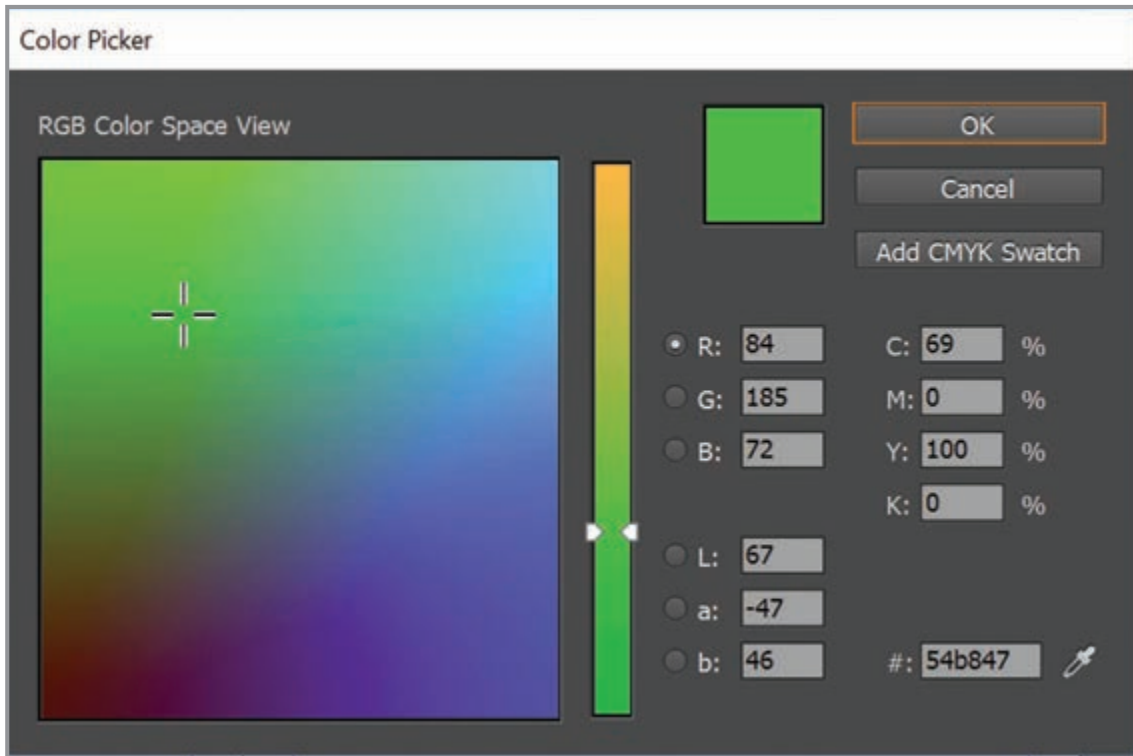 Color Picker
RGB Color Space View
OK
Cancel
Add CMYK Swatch
R: 84 C: 69 %
G: 185 M: 0 %
B: 72 Y: 100 %
K: 0 %
L: 67
a: -47
b: 46 #: 54b847